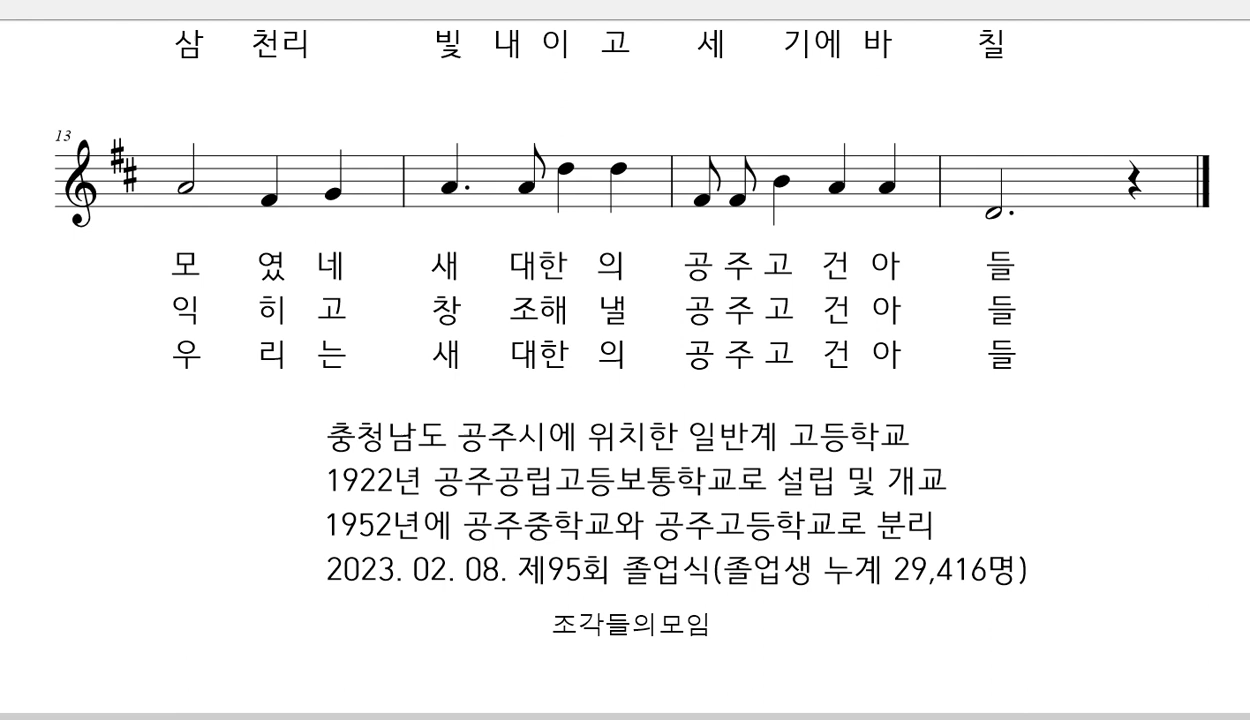 삼 천리 빛 내 이 고 세 기에 바 칠
13
모 였 네 새 대한 의 공 주 고 건 아 들
익 히 고 창 조해 낼 공 주 고 건 아 들
우 리 는 새 대한 의 공 주 고 건 아 들
충청남도 공주시에 위치한 일반계 고등학교
1922년 공주공립고등보통학교로 설립 및 개교
1952년에 공주중학교와 공주고등학교로 분리
2023. 02. 08. 제95회 졸업식(졸업생 누계 29,416명)
조각들의모임